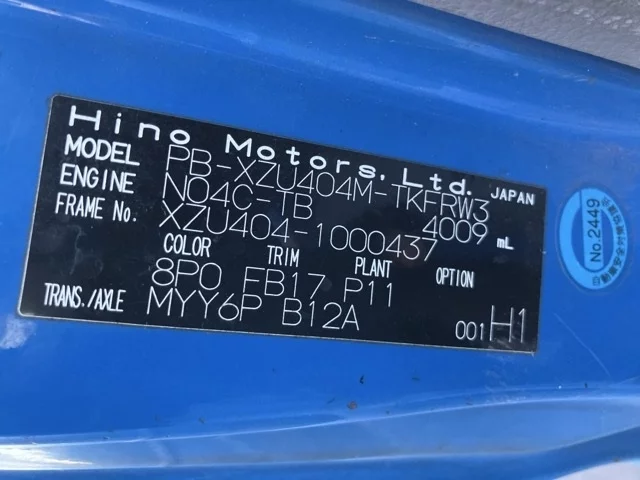 Hino Motors, Ltd. JAPAN
MODEL PB-XZU404M-TKFRW3
ENGINE N04C-TB 4009 mL
FRAME No. XZU404-1000437
COLOR TRIM PLANT OPTION
8P0 FB17 P11
TRANS./AXLE MYY6P B12A
001 H1
No.2449